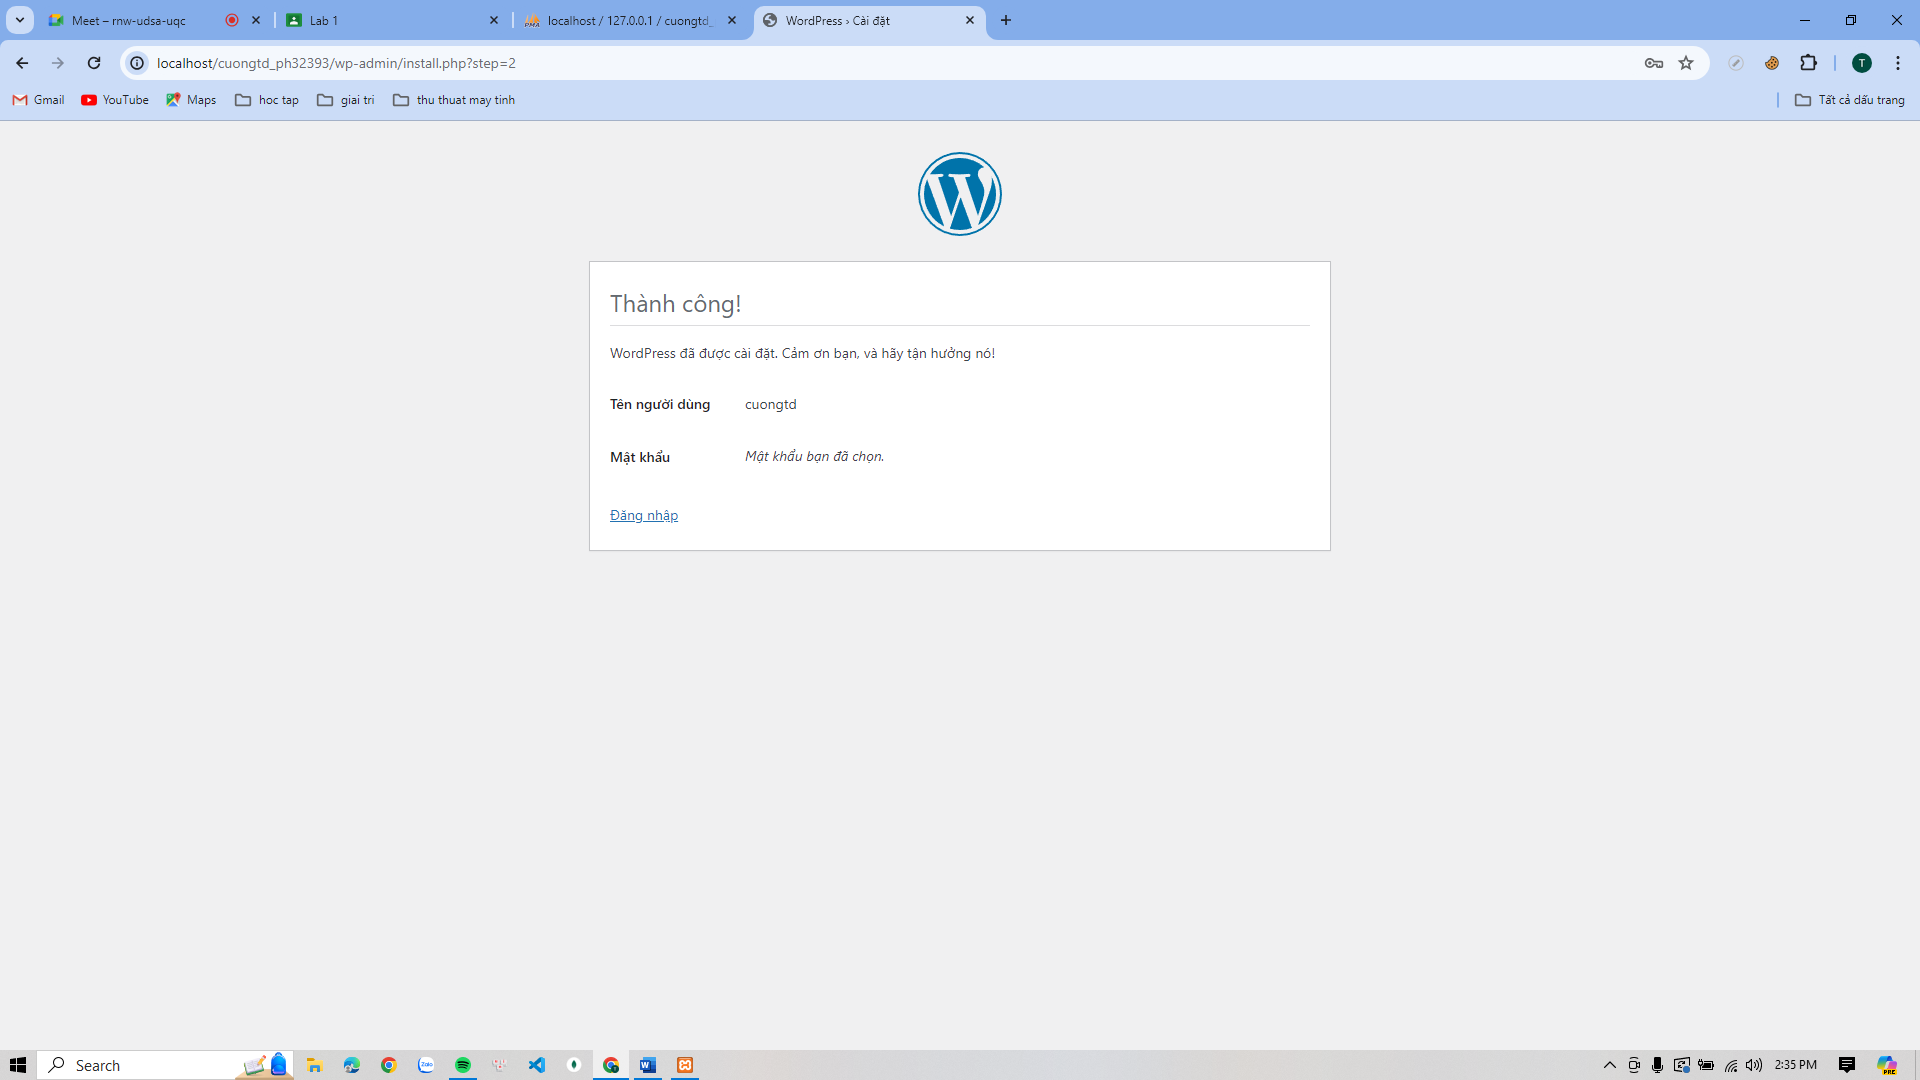 Meet – rnw-udsa-uqc
Lab 1
localhost / 127.0.0.1 / cuongtd_
WordPress › Cài đặt
localhost/cuongtd_ph32393/wp-admin/install.php?step=2
T
Gmail
YouTube
Maps
hoc tap
giai tri
thu thuat may tinh
Tất cả dấu trang
Thành công!
WordPress đã được cài đặt. Cảm ơn bạn, và hãy tận hưởng nó!
Tên người dùng cuongtd
Mật khẩu Mật khẩu bạn đã chọn.
Đăng nhập
Search
Zalo
2:35 PM
PRE